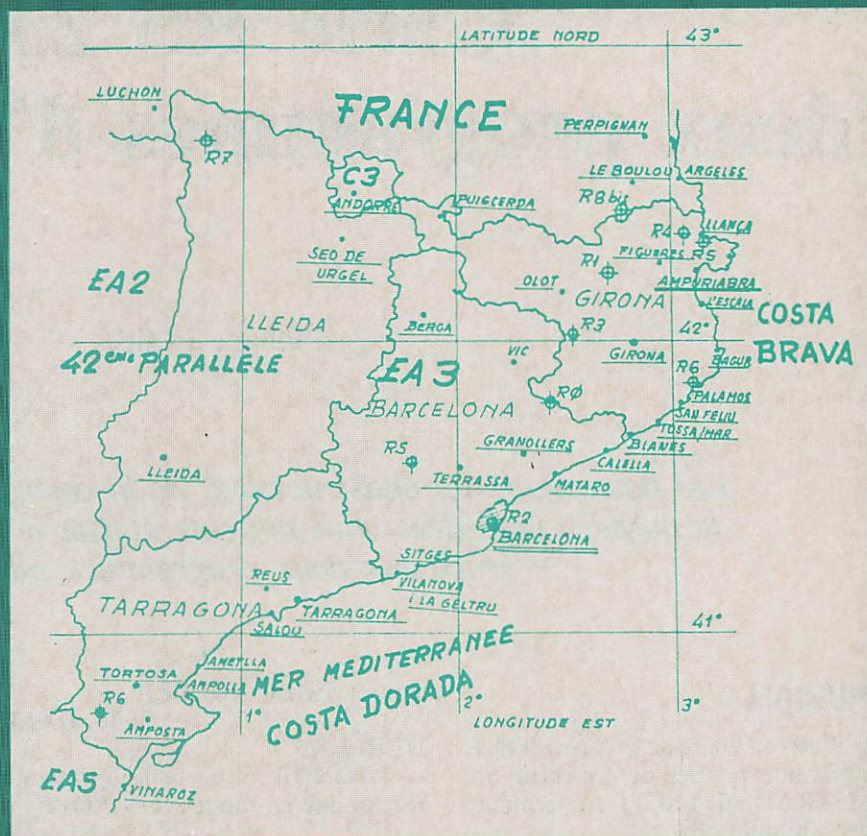 LATITUDE NORD
43°
LUCHON
FRANCE
PERPIGNAN
R7
LE BOULOU
ARGELES
C3
ANDORRE
PUIGCERDA
R8 bis
R4
LLANÇA
SEO DE
URGEL
R1
FIGUERES
R5
EA2
OLOT
GIRONA
AMPURIABRA
L'ESCALA
LLEIDA
BERGA
R3
42°
COSTA
BRAVA
42eme PARALLÈLE
EA3
VIC
GIRONA
BAGUR
R6
BARCELONA
RØ
PALAMOS
SAN FELIU
TOSSA/MAR
LLEIDA
R5
GRANOLLERS
BLANES
TERRASSA
CALELLA
MATARO
R2
BARCELONA
SITGES
REUS
VILANOVA
I LA GELTRU
TARRAGONA
TARRAGONA
SALOU
41°
AMETLLA
MER MEDITERRANEE
TORTOSA
AMPOLLA
COSTA DORADA
R6
AMPOSTA
1°
2°
LONGITUDE EST
3°
EA5
VINAROZ